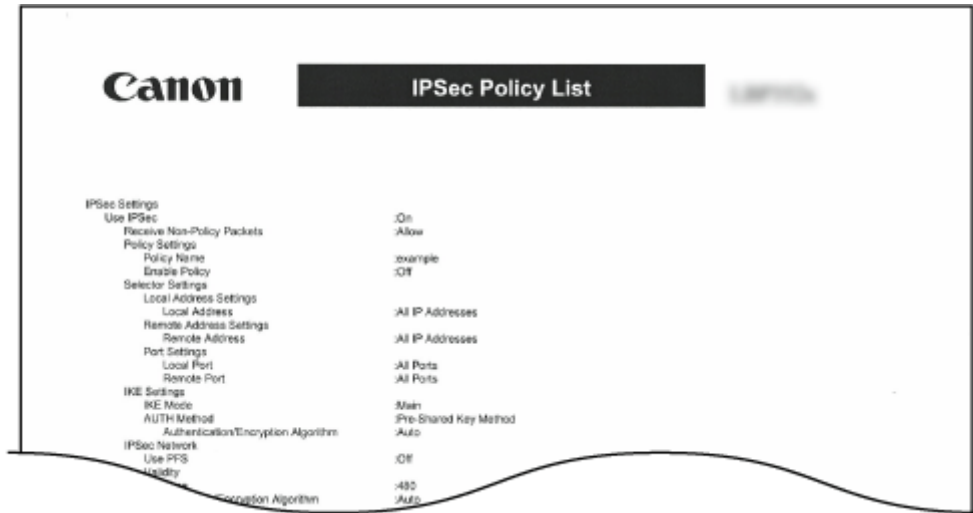 Canon
IPSec Policy List
IPSec Settings
Use IPSec :On
Receive Non-Policy Packets :Allow
Policy Settings
Policy Name :example
Enable Policy :Off
Selector Settings
Local Address Settings
Local Address :All IP Addresses
Remote Address Settings
Remote Address :All IP Addresses
Port Settings
Local Port :All Ports
Remote Port :All Ports
IKE Settings
IKE Mode :Main
AUTH Method :Pre-Shared Key Method
Authentication/Encryption Algorithm :Auto
IPSec Network
Use PFS :Off
Validity
:480
Algorithm :Auto